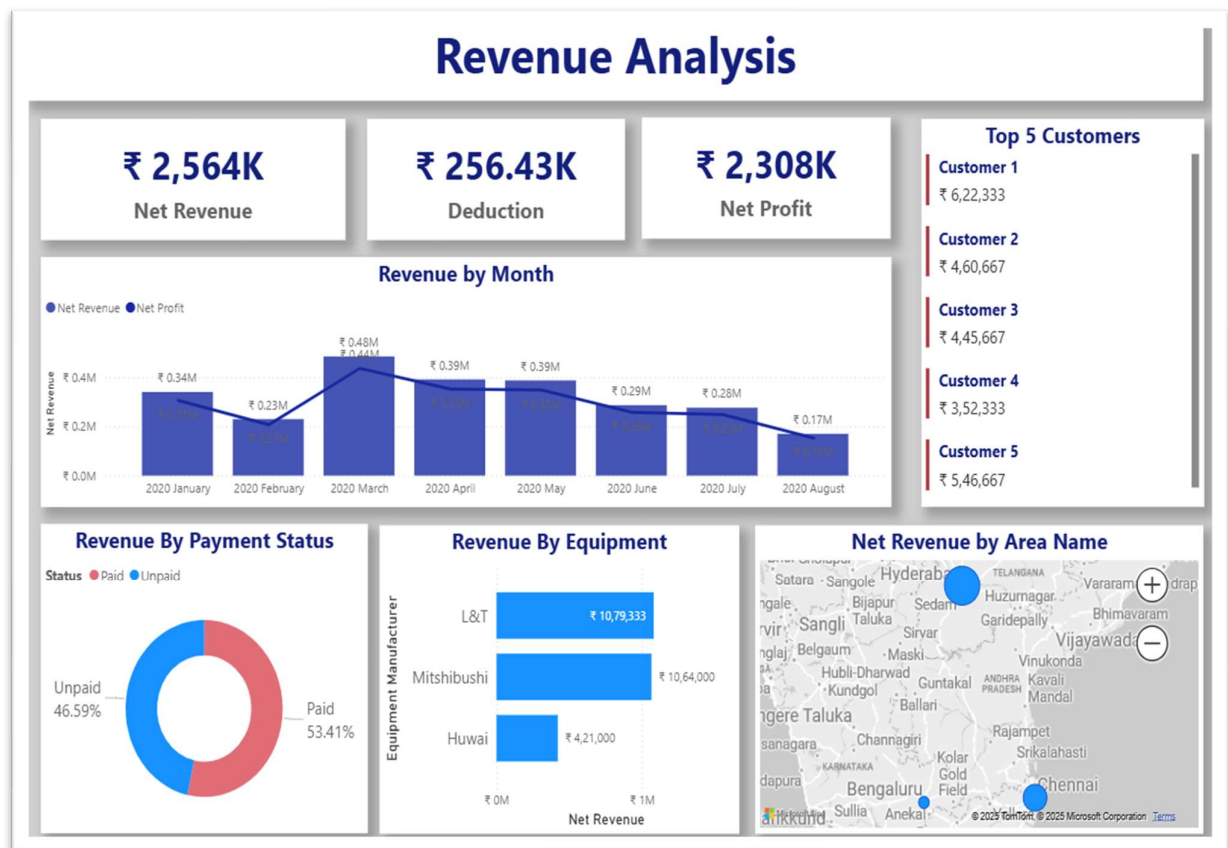 Revenue Analysis
₹ 2,564K
Net Revenue
₹ 256.43K
Deduction
₹ 2,308K
Net Profit
Top 5 Customers
Customer 1
₹ 6,22,333
Customer 2
₹ 4,60,667
Customer 3
₹ 4,45,667
Customer 4
₹ 3,52,333
Customer 5
₹ 5,46,667
Revenue by Month
Net Revenue Net Profit
Net Revenue
₹ 0.4M
₹ 0.2M
₹ 0.0M
₹ 0.34M
₹ 0.23M
₹ 0.48M
₹ 0.44M
₹ 0.39M
₹ 0.39M
₹ 0.29M
₹ 0.28M
₹ 0.17M
2020 January 2020 February 2020 March 2020 April 2020 May 2020 June 2020 July 2020 August
Revenue By Payment Status
Status Paid Unpaid
Unpaid
46.59%
Paid
53.41%
Revenue By Equipment
Equipment Manufacturer
L&T ₹ 10,79,333
Mitshibushi ₹ 10,64,000
Huwai ₹ 4,21,000
₹ 0M ₹ 1M
Net Revenue
Net Revenue by Area Name
Satara Sangole Hyderaba TELANGANA
Vararam drap
Bijapur Sedam Huzurnagar
Taluka Bhimavaram
Sangli Garidepally
Sirvar Vijayawada
Belgaum Maski
Vinukonda
Hubli-Dharwad
Guntakal ANDHRA Kavali
Kundgol PRADESH Mandal
Ballari
ngere Taluka
Rajampet
sanagara Channagiri
Srikalahasti
Kolar
KARNATAKA
Gold
dapura Chennai
Bengaluru Field
Sullia Anekal
© 2025 TomTom, © 2025 Microsoft Corporation Terms